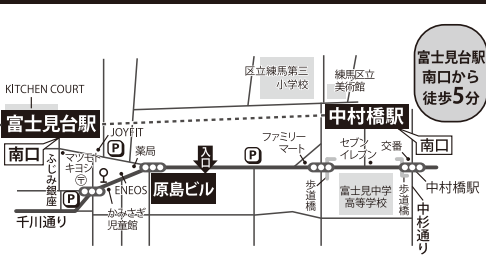 富士見台駅
南口から
徒歩5分
区立練馬第三
小学校
練馬区立
美術館
KITCHEN COURT
富士見台駅
中村橋駅
JOYFIT
南口
P
薬局
入口
P
ファミリー
マート
セブン
イレブン
交番
南口
マツモト
キヨシ
〒
ふじみ銀座
P
ENEOS
原島ビル
歩道橋
富士見中学
高等学校
歩道橋
中村橋駅
かみさぎ
児童館
千川通り
中杉通り